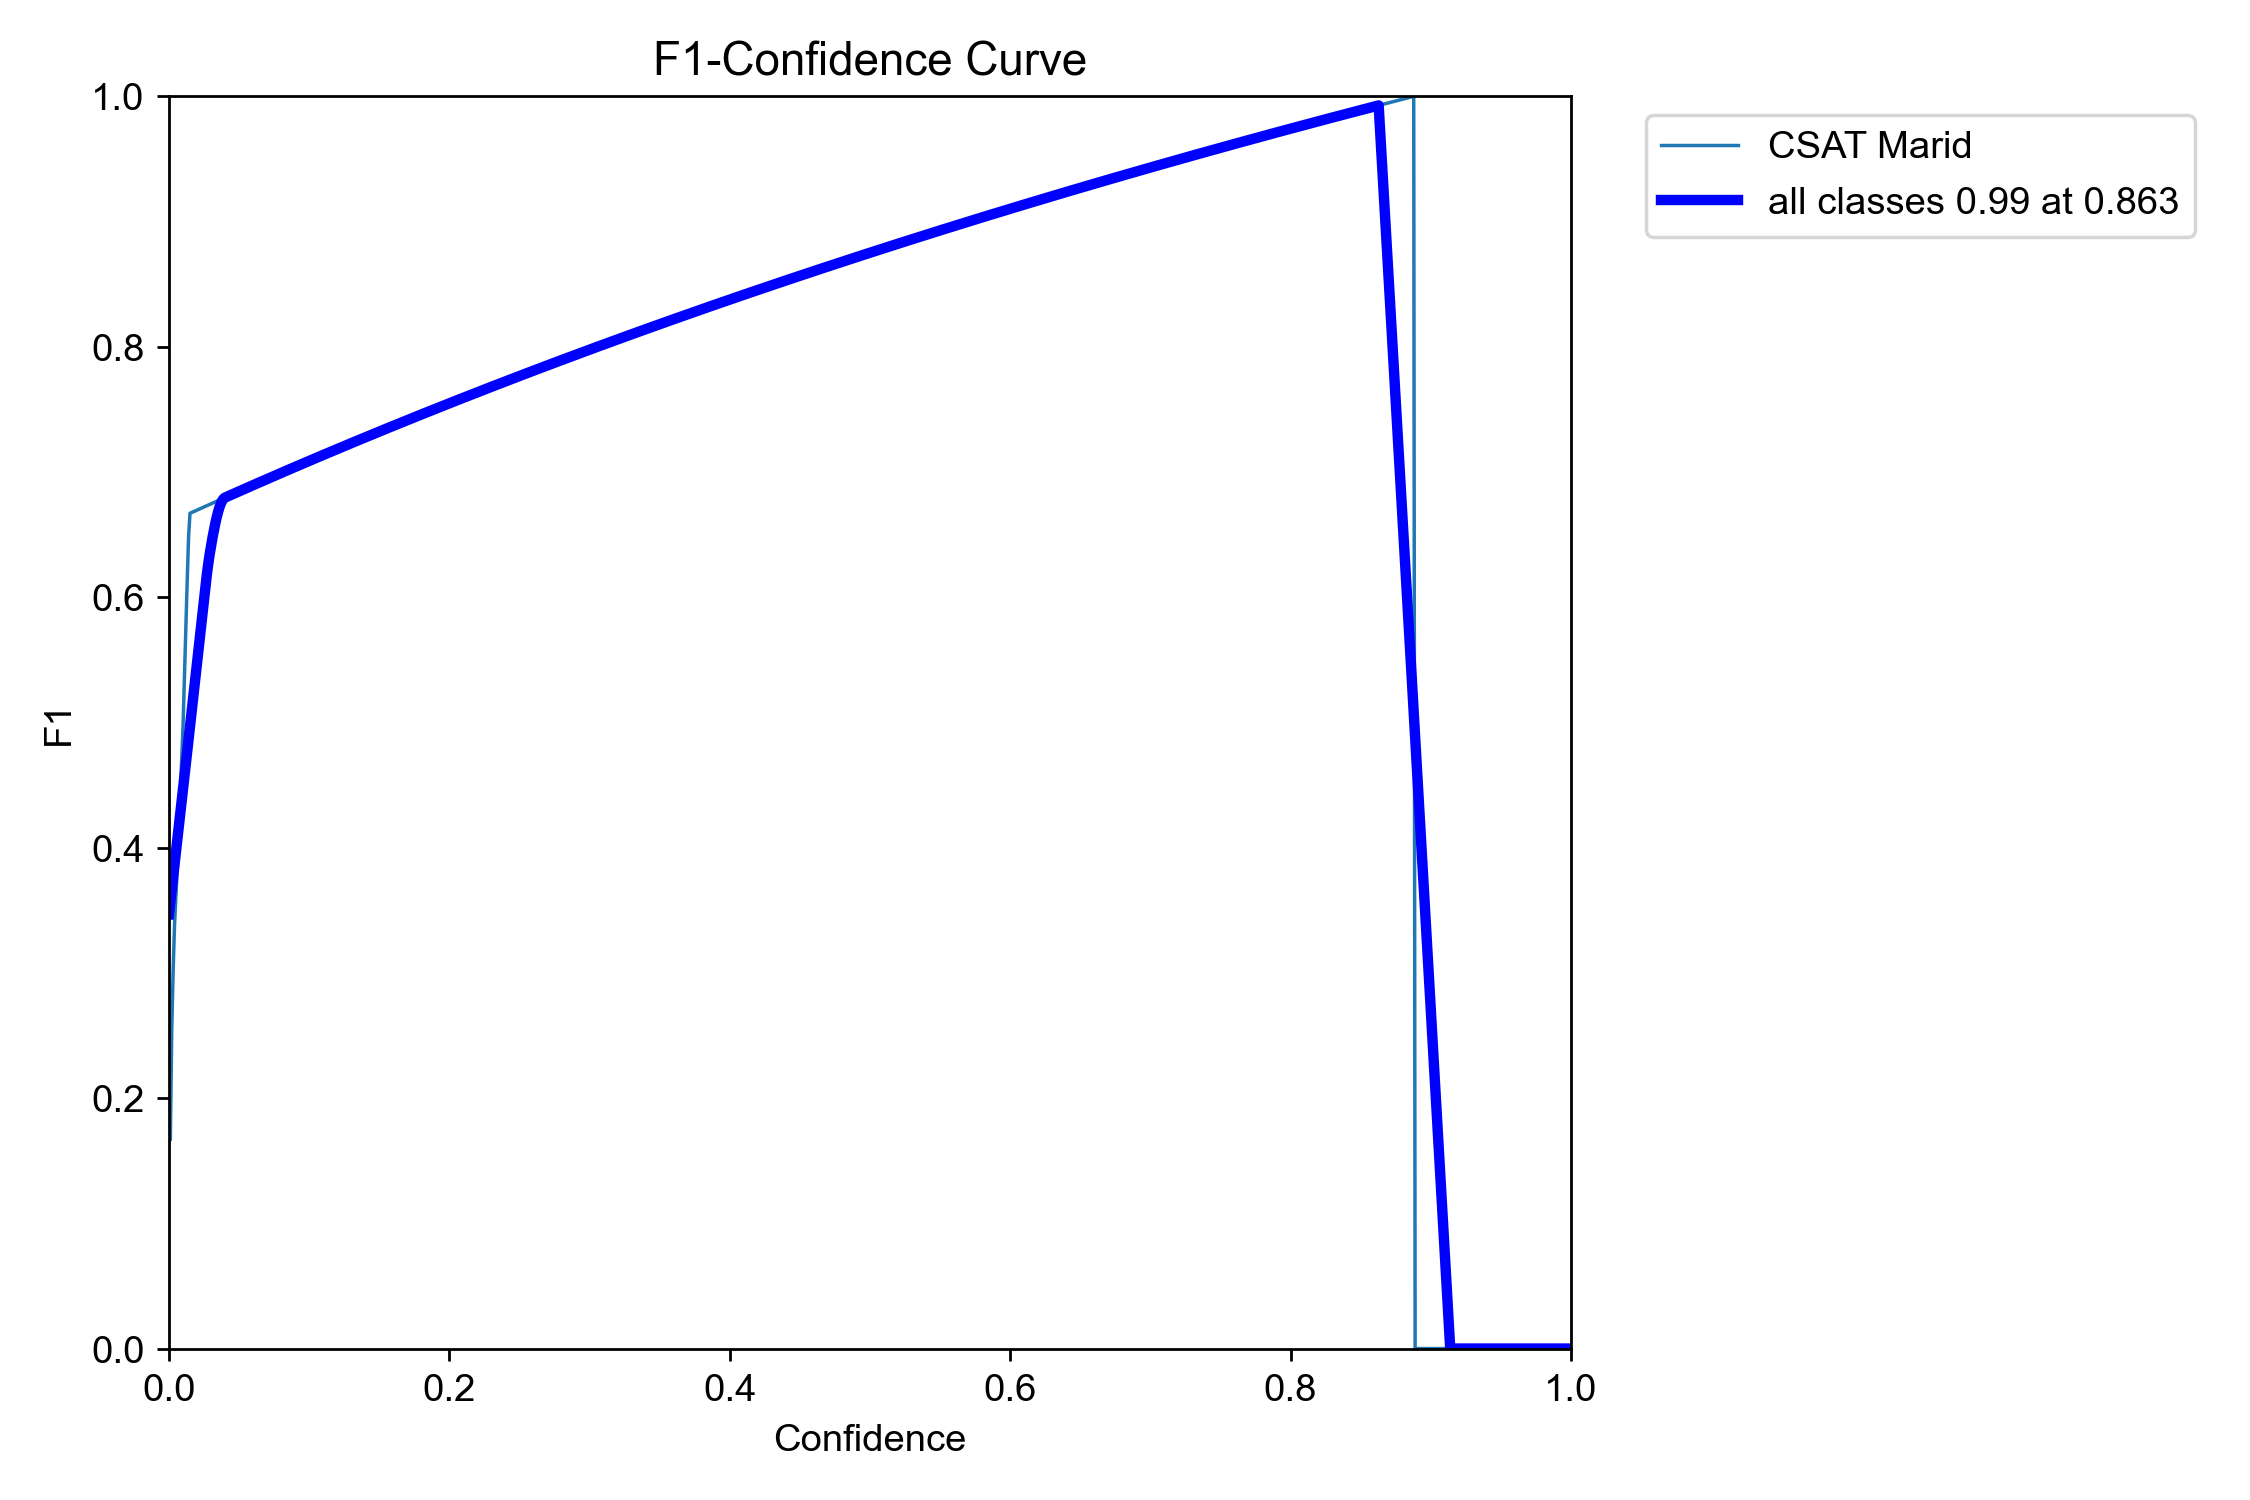 F1-Confidence Curve
1.0
0.8
0.6
0.4
0.2
0.0
F1
0.0 0.2 0.4 0.6 0.8 1.0
Confidence
CSAT Marid
all classes 0.99 at 0.863